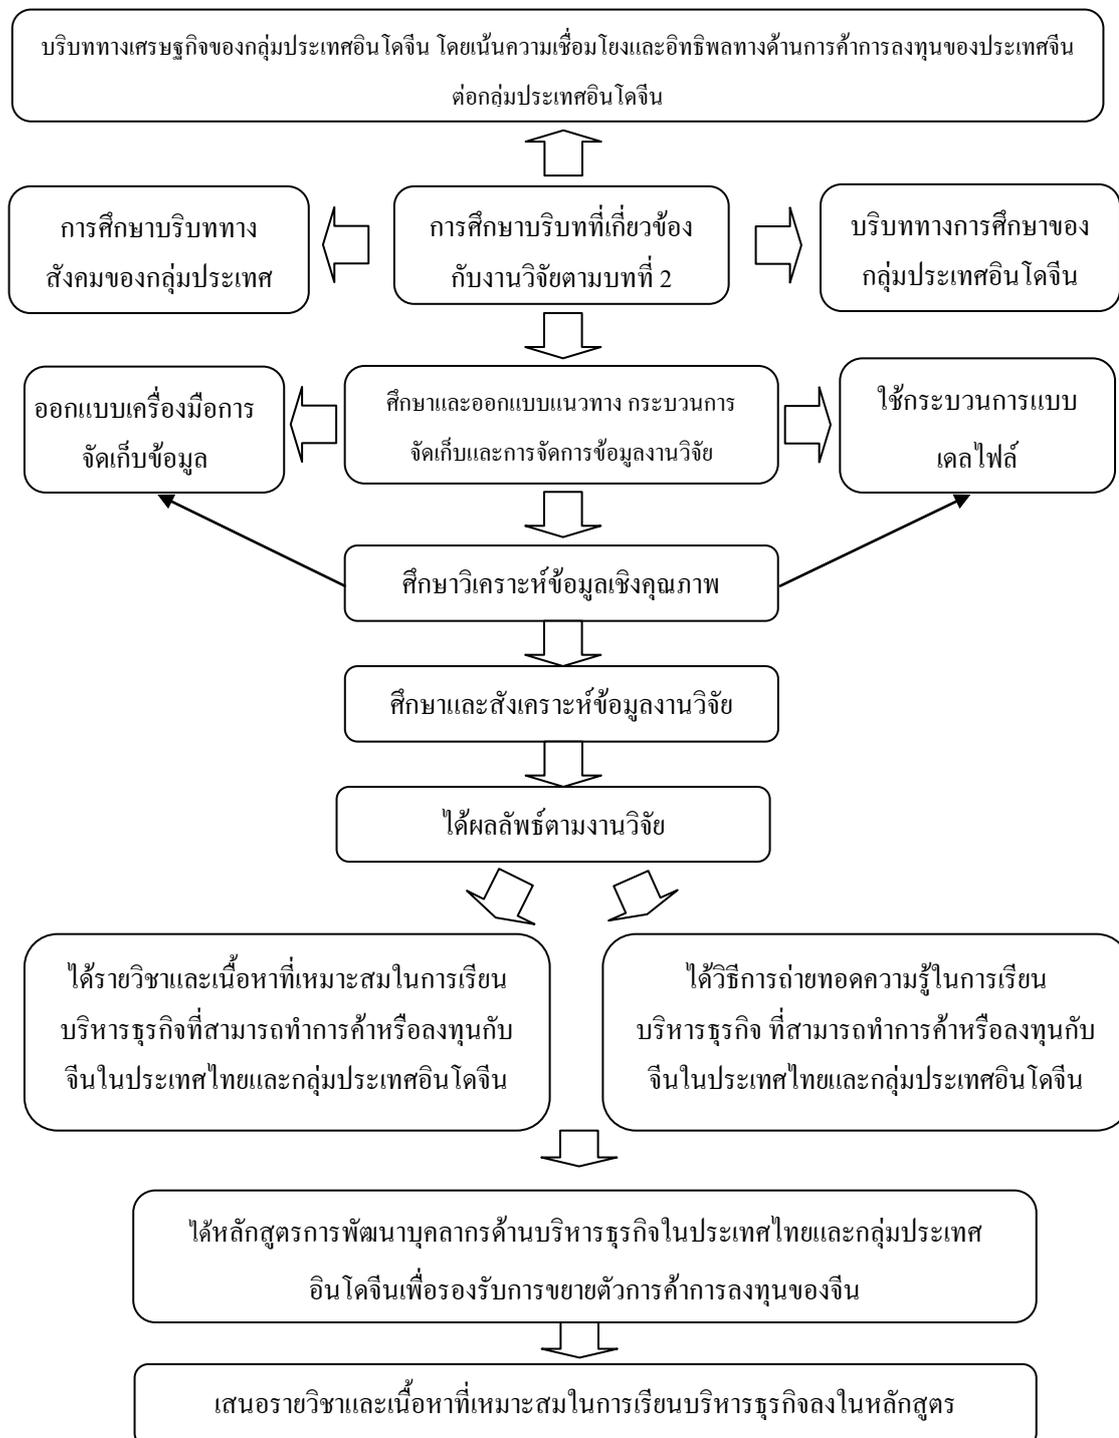 บริบททางเศรษฐกิจของกลุ่มประเทศอินโดจีน โดยเน้นความเชื่อมโยงและอิทธิพลทางด้านการค้าการลงทุนของประเทศจีน
ต่อกลุ่มประเทศอินโดจีน
การศึกษาบริบททาง
สังคมของกลุ่มประเทศ
การศึกษาบริบทที่เกี่ยวข้อง
กับงานวิจัยตามบทที่ 2
บริบททางการศึกษาของ
กลุ่มประเทศอินโดจีน
ออกแบบเครื่องมือการ
จัดเก็บข้อมูล
ศึกษาและออกแบบแนวทาง กระบวนการ
จัดเก็บและการจัดการข้อมูลงานวิจัย
ใช้กระบวนการแบบ
เดลไฟล์
ศึกษาวิเคราะห์ข้อมูลเชิงคุณภาพ
ศึกษาและสังเคราะห์ข้อมูลงานวิจัย
ได้ผลลัพธ์ตามงานวิจัย
ได้รายวิชาและเนื้อหาที่เหมาะสมในการเรียน
บริหารธุรกิจที่สามารถทำการค้าหรือลงทุนกับ
จีนในประเทศไทยและกลุ่มประเทศอินโดจีน
ได้วิธีการถ่ายทอดความรู้ในการเรียน
บริหารธุรกิจ ที่สามารถทำการค้าหรือลงทุนกับ
จีนในประเทศไทยและกลุ่มประเทศอินโดจีน
ได้หลักสูตรการพัฒนาบุคลากรด้านบริหารธุรกิจในประเทศไทยและกลุ่มประเทศ
อินโดจีนเพื่อรองรับการขยายตัวการค้าการลงทุนของจีน
เสนอรายวิชาและเนื้อหาที่เหมาะสมในการเรียนบริหารธุรกิจลงในหลักสูตร